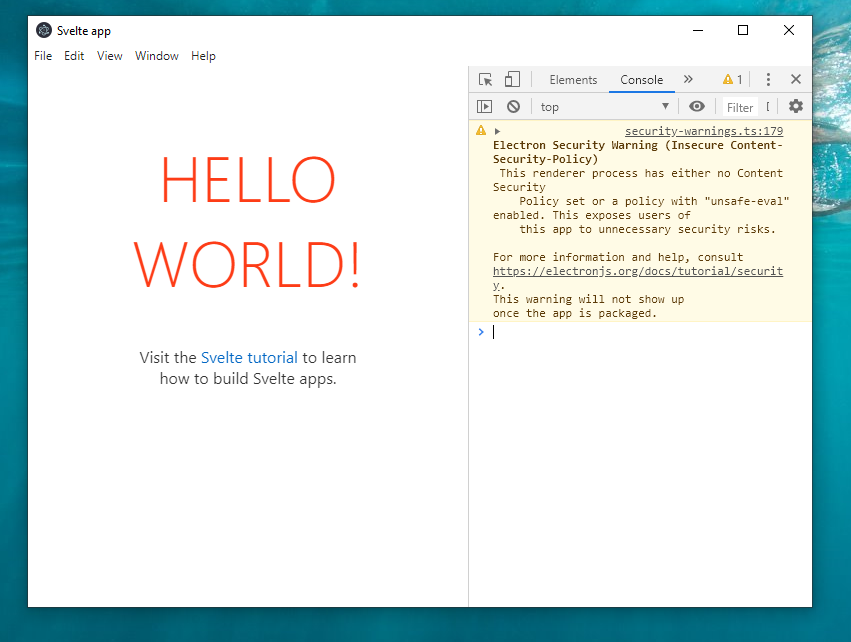 Svelte app
File Edit View Window Help
HELLO
WORLD!
Visit the Svelte tutorial to learn
how to build Svelte apps.
Elements Console » 1
top Filter
security-warnings.ts:179
Electron Security Warning (Insecure Content-
Security-Policy)
This renderer process has either no Content
Security
Policy set or a policy with "unsafe-eval"
enabled. This exposes users of
this app to unnecessary security risks.
For more information and help, consult
https://electronjs.org/docs/tutorial/securit
y.
This warning will not show up
once the app is packaged.